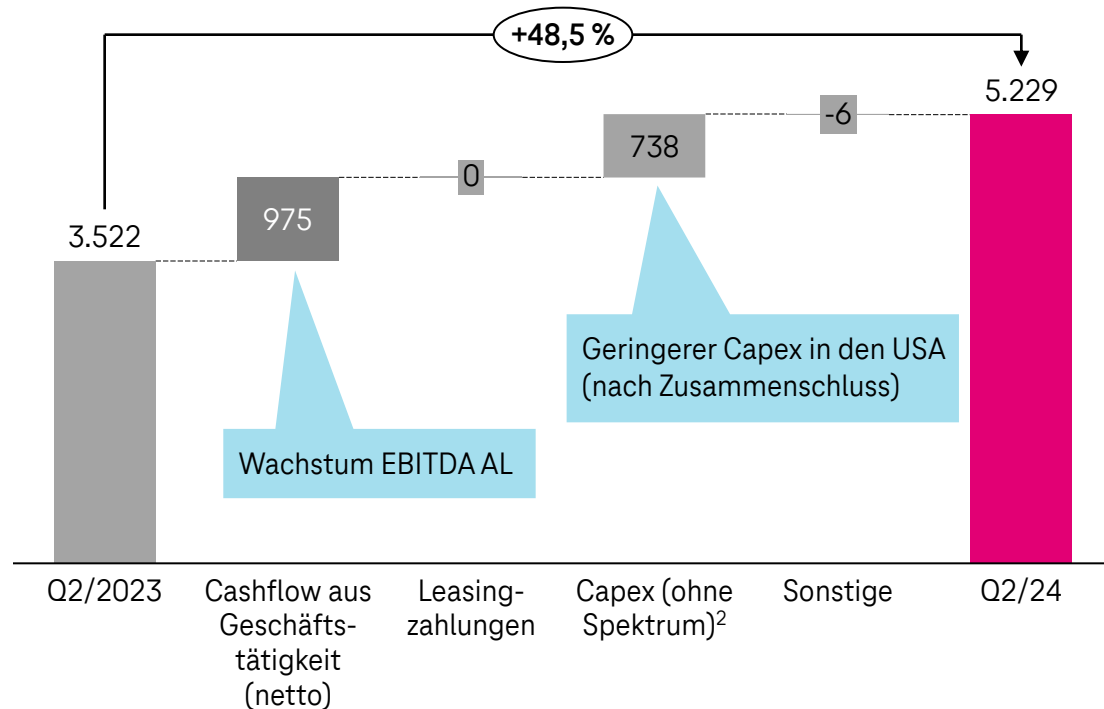 +48,5 %
5.229
-6
738
0
975
3.522
Geringerer Capex in den USA
(nach Zusammenschluss)
Wachstum EBITDA AL
Q2/2023
Cashflow aus
Geschäfts-
tätigkeit
(netto)
Leasing-
zahlungen
Capex (ohne
Spektrum)²
Sonstige
Q2/24